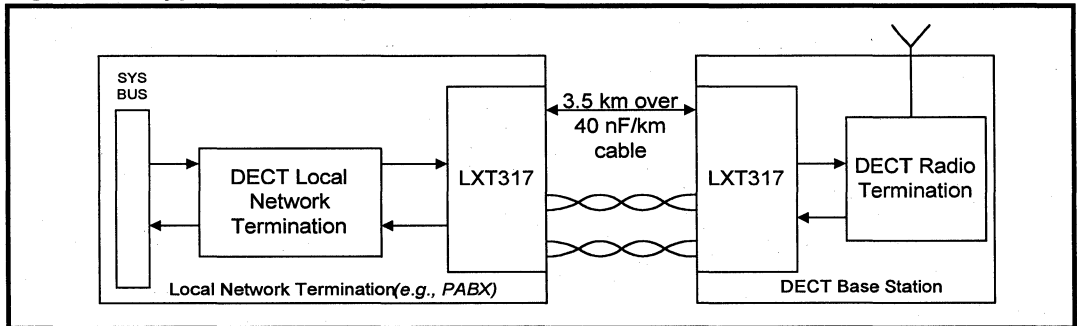 SYS
BUS
DECT Local
Network
Termination
LXT317
3.5 km over
40 nF/km
cable
LXT317
DECT Radio
Termination
Local Network Termination(e.g., PABX)
DECT Base Station